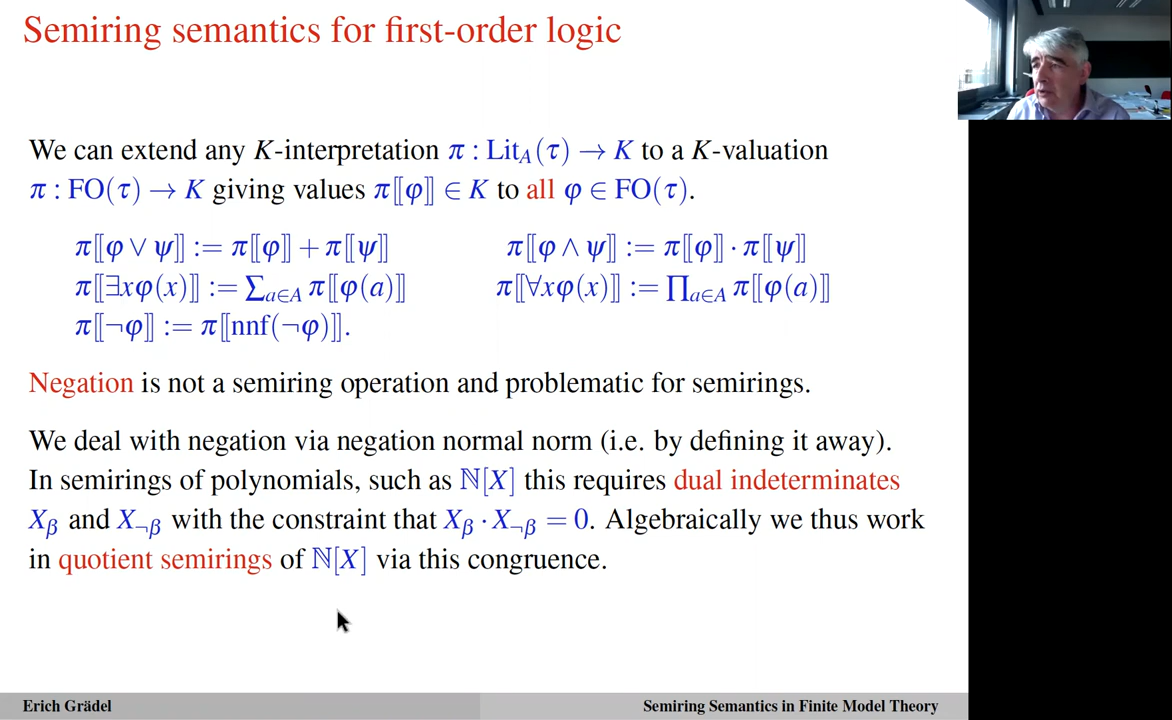 Semiring semantics for first-order logic
We can extend any K-interpretation π : Lit_A(τ) → K to a K-valuation
π : FO(τ) → K giving values π⟦φ⟧ ∈ K to all φ ∈ FO(τ).
π⟦φ ∨ ψ⟧ := π⟦φ⟧ + π⟦ψ⟧ π⟦φ ∧ ψ⟧ := π⟦φ⟧ · π⟦ψ⟧
π⟦∃xφ(x)⟧ := ∑_{a∈A} π⟦φ(a)⟧ π⟦∀xφ(x)⟧ := ∏_{a∈A} π⟦φ(a)⟧
π⟦¬φ⟧ := π⟦nnf(¬φ)⟧.
Negation is not a semiring operation and problematic for semirings.
We deal with negation via negation normal norm (i.e. by defining it away).
In semirings of polynomials, such as ℕ[X] this requires dual indeterminates
X_β and X_{¬β} with the constraint that X_β · X_{¬β} = 0. Algebraically we thus work
in quotient semirings of ℕ[X] via this congruence.
Erich Grädel Semiring Semantics in Finite Model Theory